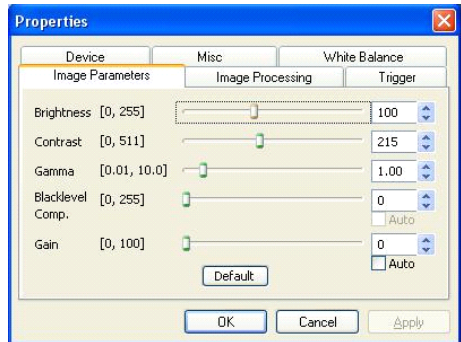 Properties
Device Misc White Balance
Image Parameters Image Processing Trigger
Brightness [0, 255] 100
Contrast [0, 511] 215
Gamma [0.01, 10.0] 1.00
Blacklevel Comp. [0, 255] 0
Auto
Gain [0, 100] 0
Auto
Default
OK Cancel Apply